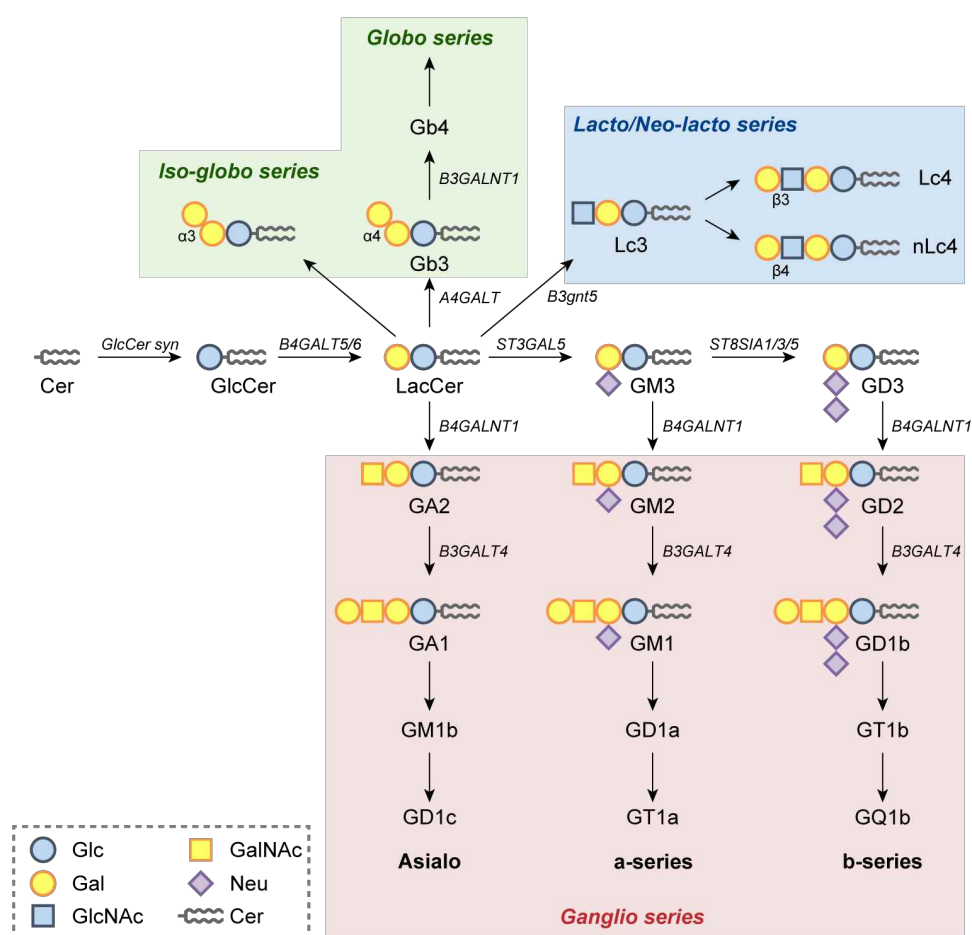 Globo series
Gb4
B3GALNT1
Iso-globo series
α3
α4
Gb3
A4GALT
Lacto/Neo-lacto series
Lc3
β3
Lc4
β4
nLc4
B3gnt5
GlcCer syn
B4GALT5/6
ST3GAL5
ST8SIA1/3/5
Cer
GlcCer
LacCer
GM3
GD3
B4GALNT1
B4GALNT1
B4GALNT1
GA2
GM2
GD2
B3GALT4
B3GALT4
B3GALT4
GA1
GM1
GD1b
GM1b
GD1a
GT1b
GD1c
GT1a
GQ1b
Asialo
a-series
b-series
Ganglio series
Glc
GalNAc
Gal
Neu
GlcNAc
Cer